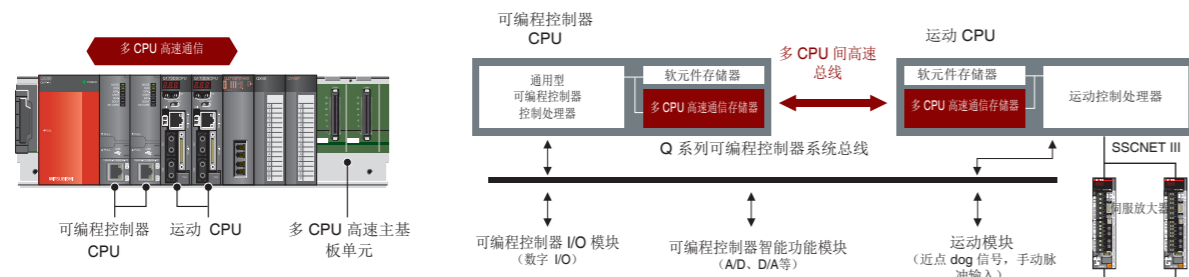 多 CPU 高速通信
MITSUBISHI
可编程控制器
CPU
运动 CPU
多 CPU 高速主基
板单元
可编程控制器
CPU
通用型
可编程控制器
控制处理器
软元件存储器
多 CPU 高速通信存储器
多 CPU 间高速
总线
运动 CPU
软元件存储器
多 CPU 高速通信存储器
运动控制处理器
Q 系列可编程控制器系统总线
SSCNET III
伺服放大器
可编程控制器 I/O 模块
（数字 I/O）
可编程控制器智能功能模块
（A/D、D/A等）
运动模块
（近点 dog 信号，手动脉
冲输入）